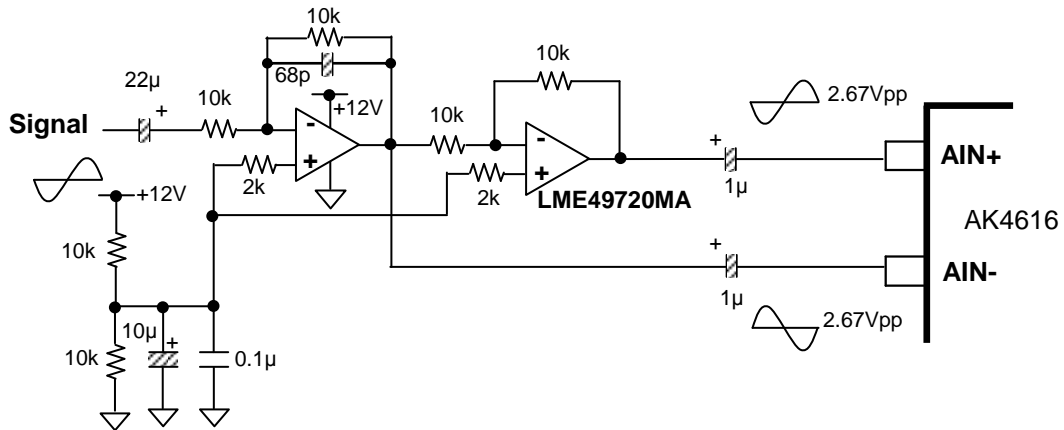 10k
68p
22µ
+
10k
+12V
-
+
2k
Signal
10k
10k
-
+
2k
LME49720MA
2.67Vpp
+
1µ
AIN+
AK4616
+
1µ
AIN-
2.67Vpp
+12V
10k
10k
10µ
+
0.1µ